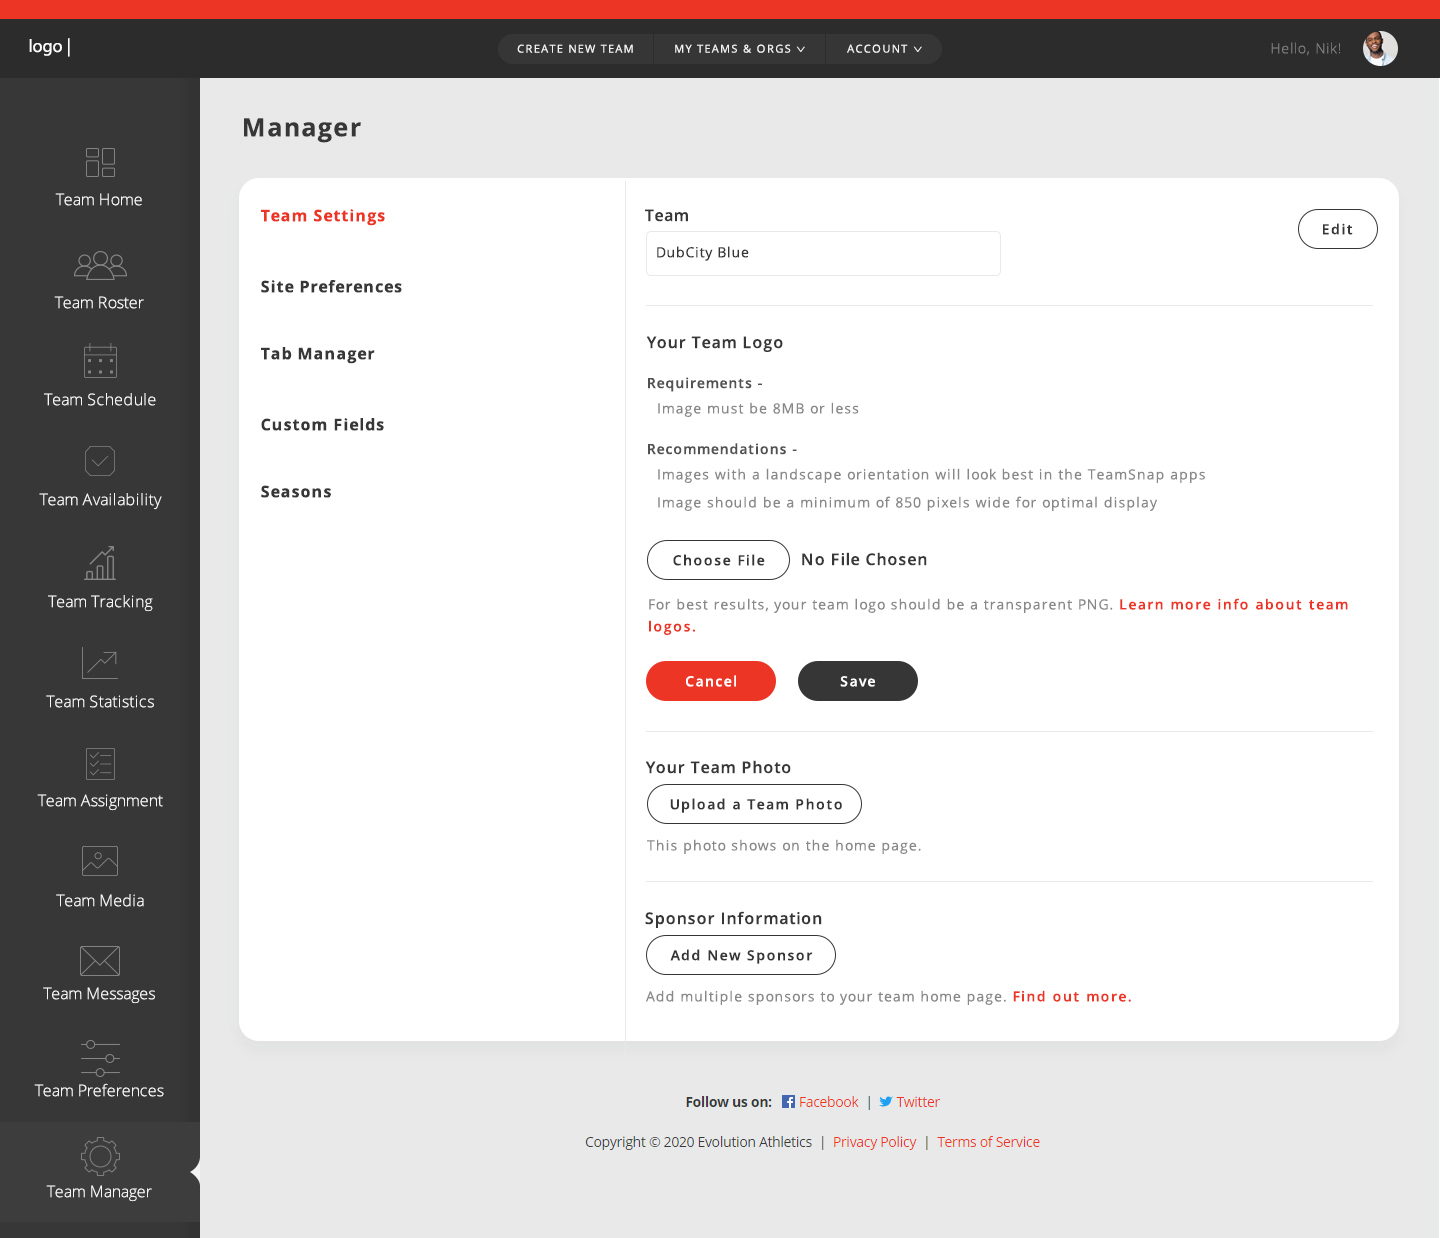 logo |
CREATE NEW TEAM
MY TEAMS & ORGS
ACCOUNT
Hello, Nik!
Team Home
Team Roster
Team Schedule
Team Availability
Team Tracking
Team Statistics
Team Assignment
Team Media
Team Messages
Team Preferences
Team Manager
Manager
Team Settings
Site Preferences
Tab Manager
Custom Fields
Seasons
Team
DubCity Blue
Edit
Your Team Logo
Requirements -
Image must be 8MB or less
Recommendations -
Images with a landscape orientation will look best in the TeamSnap apps
Image should be a minimum of 850 pixels wide for optimal display
Choose File No File Chosen
For best results, your team logo should be a transparent PNG. Learn more info about team
logos.
Cancel
Save
Your Team Photo
Upload a Team Photo
This photo shows on the home page.
Sponsor Information
Add New Sponsor
Add multiple sponsors to your team home page. Find out more.
Follow us on: Facebook | Twitter
Copyright © 2020 Evolution Athletics | Privacy Policy | Terms of Service